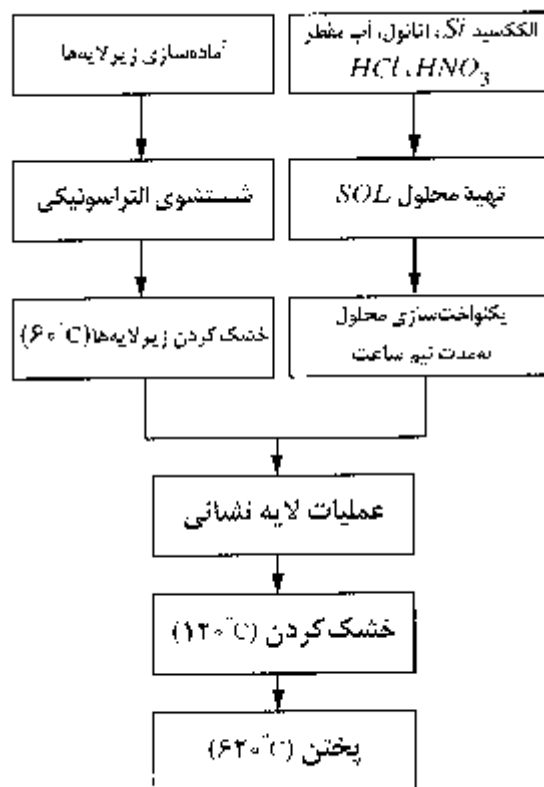 الککسید Si، اتانول، آب مقطر
HCl، HNO3
تهیه محلول SOL
یکنواخت‌سازی محلول
به‌مدت نیم ساعت
آماده‌سازی زیرلایه‌ها
شستشوی التراسونیکی
خشک کردن زیرلایه‌ها (۶۰°C)
عملیات لایه نشانی
خشک کردن (۱۲۰°C)
پختن (۶۲۰°C)